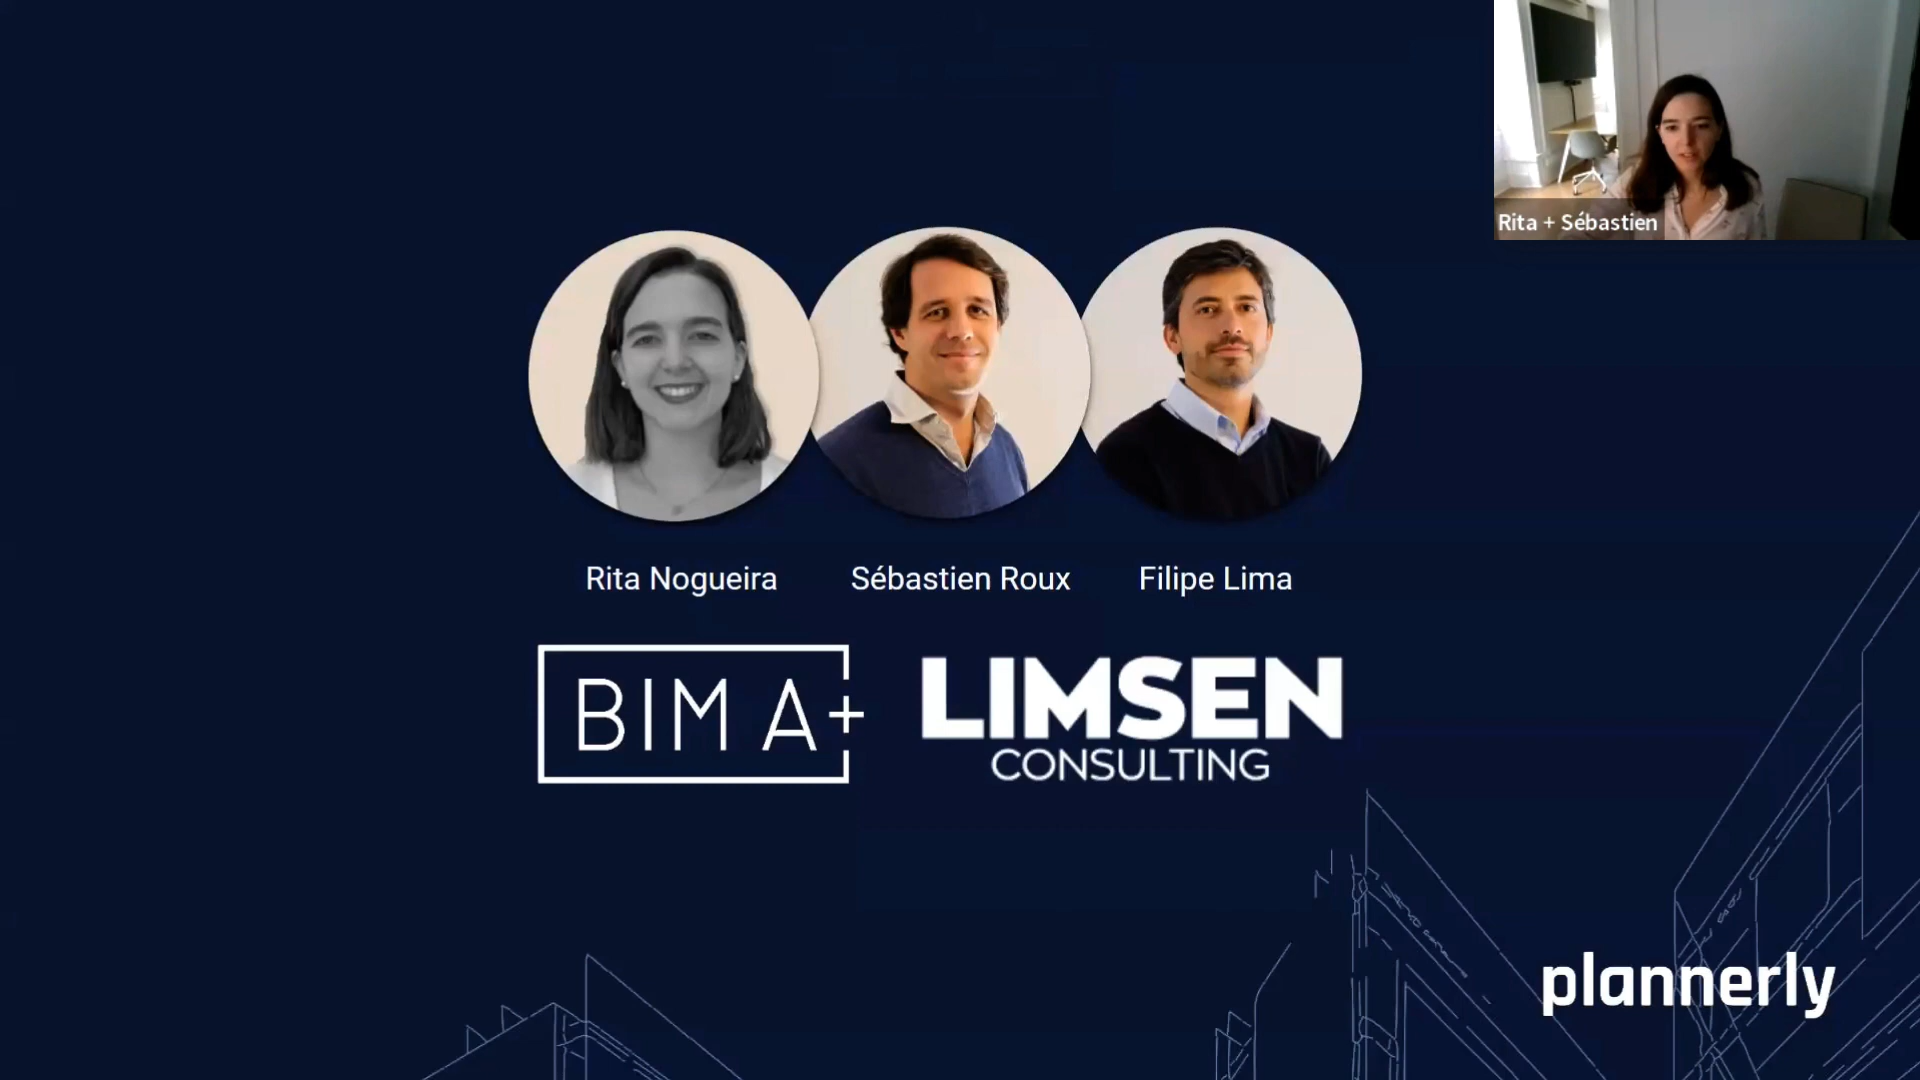 Rita + Sébastien
Rita Nogueira
Sébastien Roux
Filipe Lima
BIM A+
LIMSEN
CONSULTING
plannerly